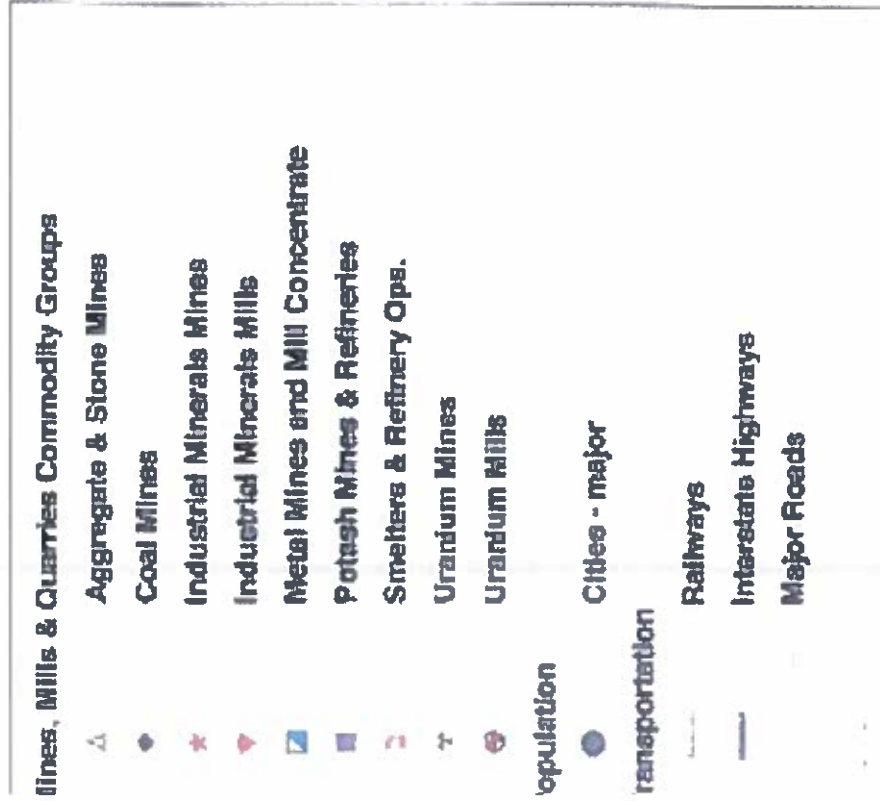 lines, Mills & Quarries Commodity Groups
Aggregate & Stone Mines
Coal Mines
Industrial Minerals Mines
Industrial Minerals Mills
Metal Mines and Mill Concentrate
Potash Mines & Refineries
Smelters & Refinery Ops.
Uranium Mines
Uranium Mills
opulation
Cities - major
ransportation
Railways
Interstate Highways
Major Roads